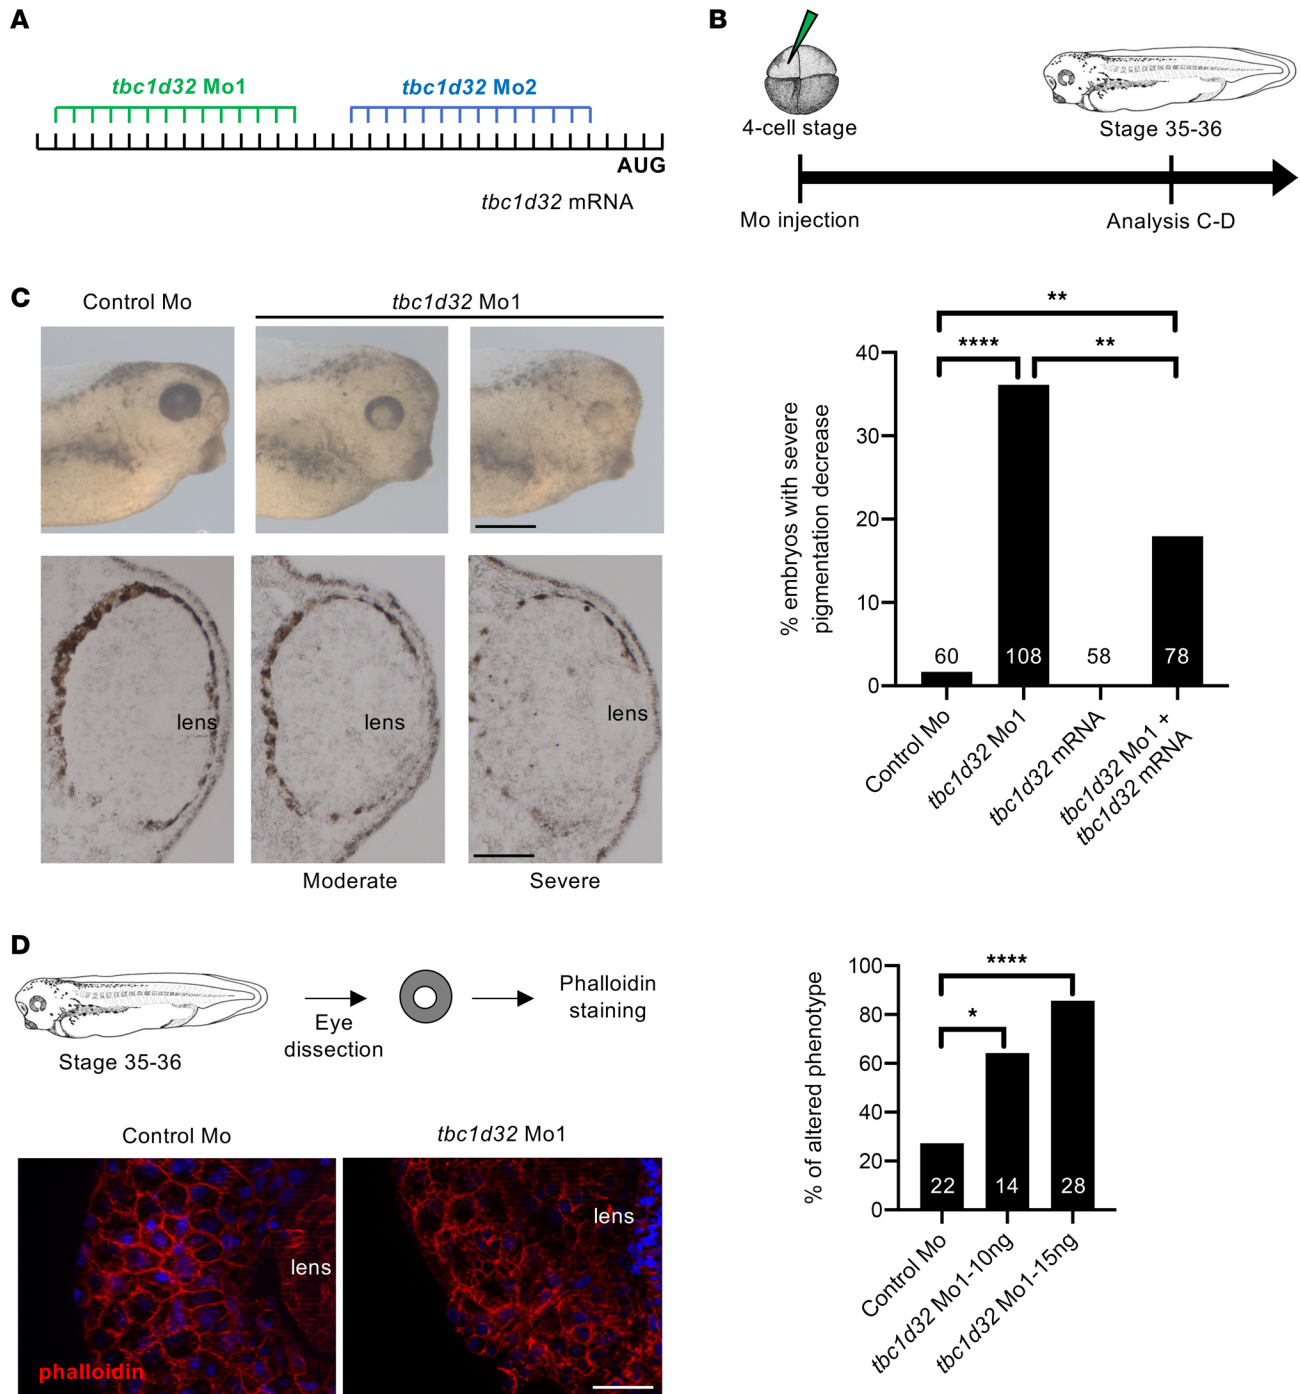 A
tbc1d32 Mo1
tbc1d32 Mo2
AUG
tbc1d32 mRNA
B
4-cell stage
Stage 35-36
Mo injection
Analysis C-D
C
Control Mo
tbc1d32 Mo1
lens
lens
lens
Moderate
Severe
% embryos with severe
pigmentation decrease
**
****
**
40
30
20
10
0
60
108
58
78
Control Mo
tbc1d32 Mo1
tbc1d32 mRNA
tbc1d32 Mo1 +
tbc1d32 mRNA
D
Stage 35-36
Eye
dissection
Phalloidin
staining
Control Mo
tbc1d32 Mo1
lens
lens
phalloidin
% of altered phenotype
****
*
100
80
60
40
20
0
22
14
28
Control Mo
tbc1d32 Mo1-10ng
tbc1d32 Mo1-15ng